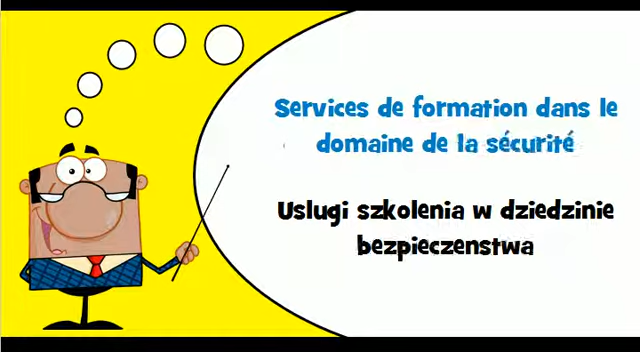 Services de formation dans le
domaine de la sécurité
Uslugi szkolenia w dziedzinie
bezpieczenstwa